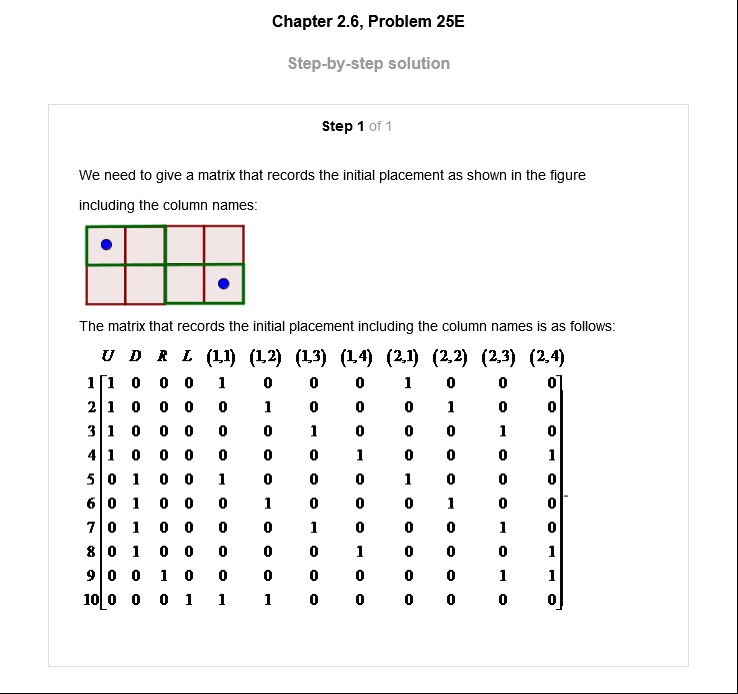 Chapter 2.6, Problem 25E
Step-by-step solution
Step 1 of 1
We need to give a matrix that records the initial placement as shown in the figure
including the column names:
The matrix that records the initial placement including the column names is as follows:
U D R L (1,1) (1,2) (1,3) (1,4) (2,1) (2,2) (2,3) (2,4)
1 1 0 0 0 1 0 0 0 1 0 0 0
2 1 0 0 0 0 1 0 0 0 1 0 0
3 1 0 0 0 0 0 1 0 0 0 1 0
4 1 0 0 0 0 0 0 1 0 0 0 1
5 0 1 0 0 1 0 0 0 1 0 0 0
6 0 1 0 0 0 1 0 0 0 1 0 0
7 0 1 0 0 0 0 1 0 0 0 1 0
8 0 1 0 0 0 0 0 1 0 0 0 1
9 0 0 1 0 0 0 0 0 0 0 1 1
10 0 0 0 1 1 1 0 0 0 0 0 0